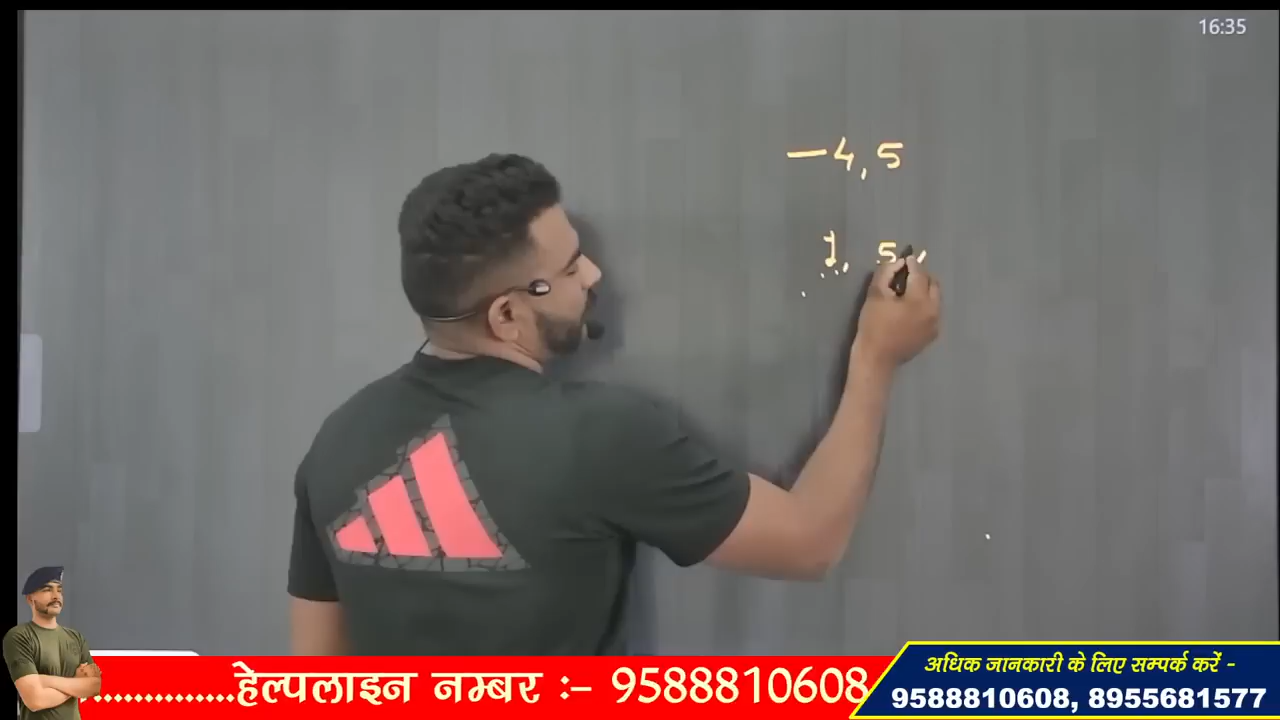 16:35
—4,5
1, 5,
..............हेल्पलाइन नम्बर :- 9588810608
अधिक जानकारी के लिए सम्पर्क करें -
9588810608, 8955681577